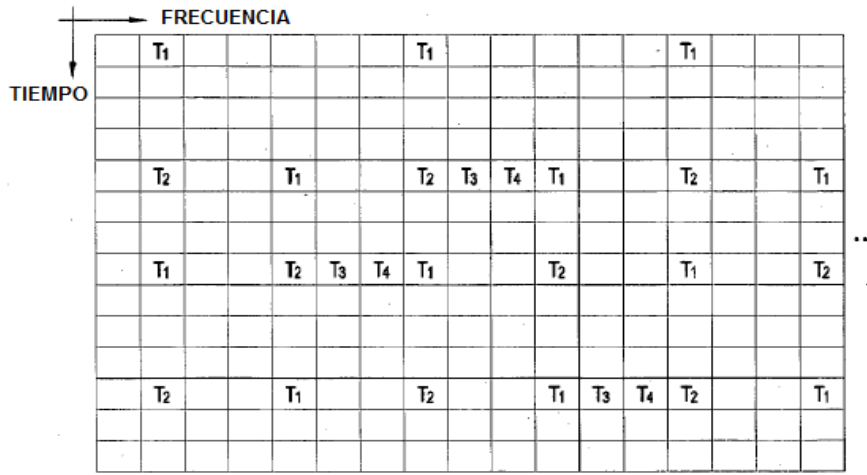 FRECUENCIA
T1 T1 T1
TIEMPO
T2 T1 T2 T3 T4 T1 T2 T1
..
T1 T2 T3 T4 T1 T2 T1 T2
T2 T1 T2 T1 T3 T4 T2 T1